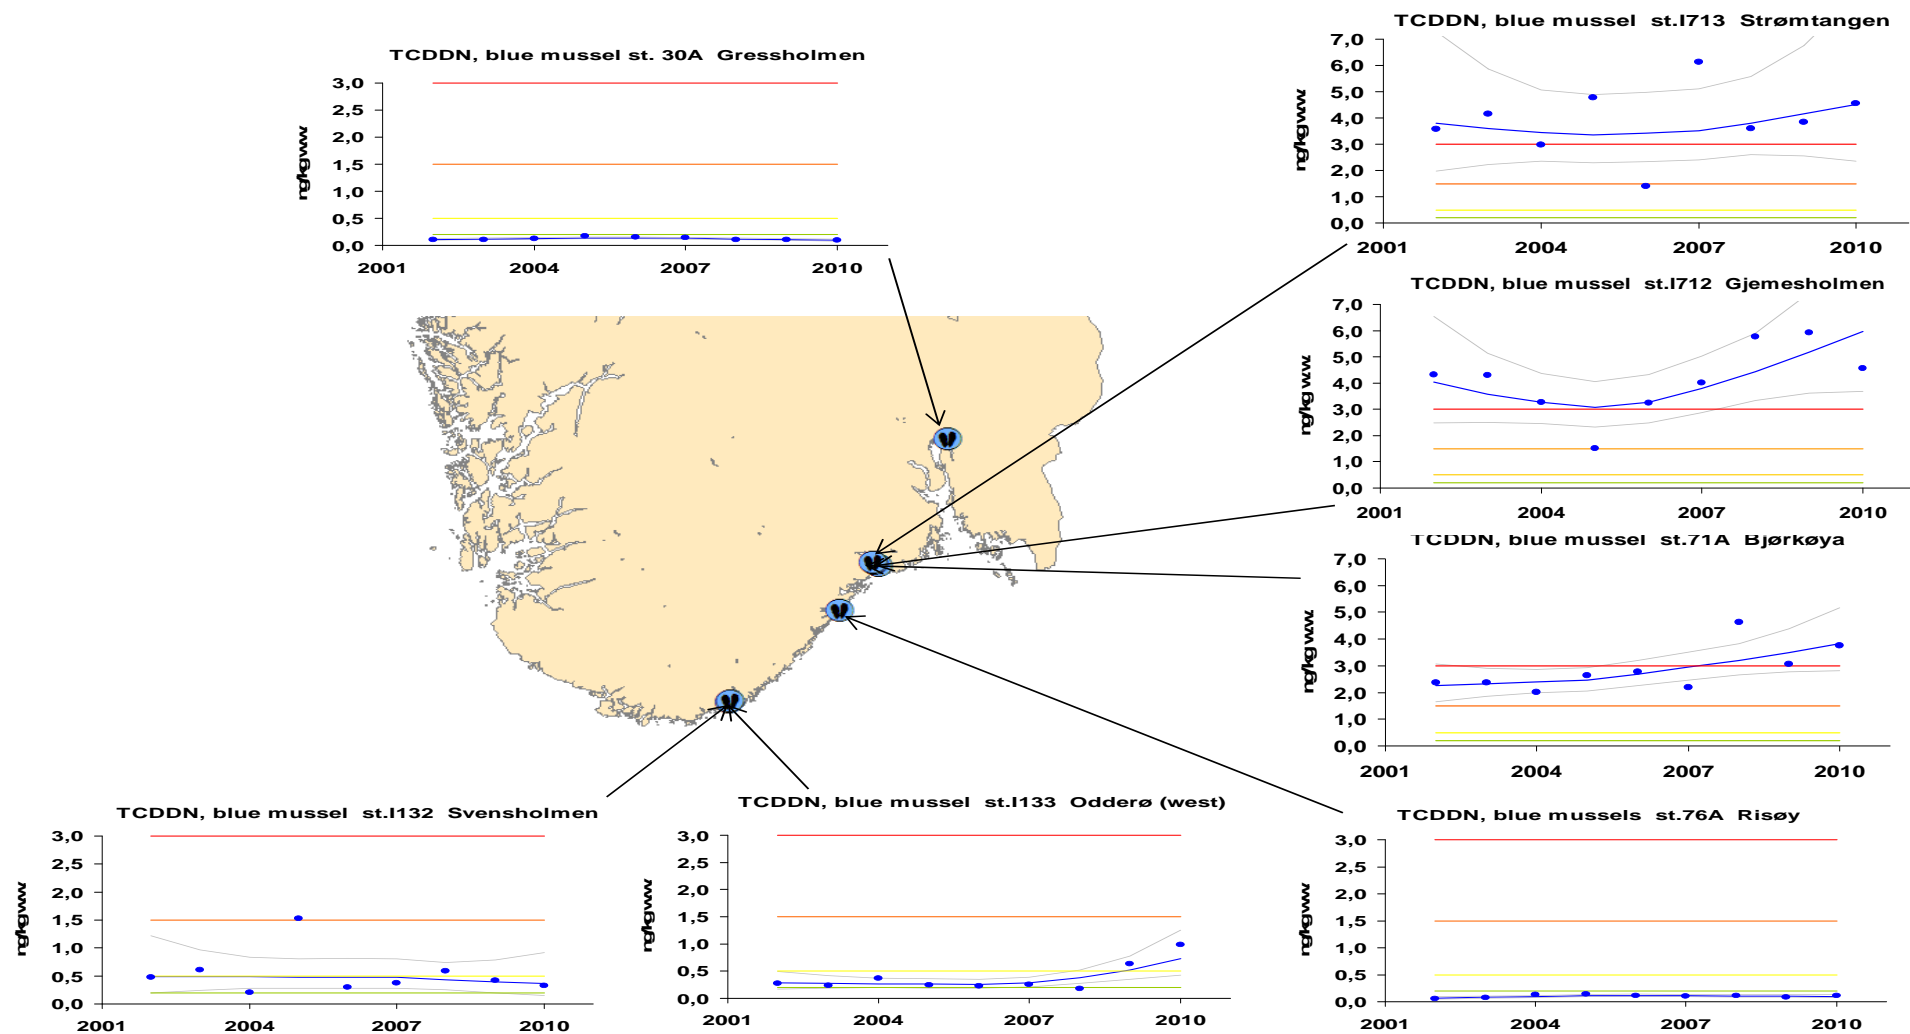 TCDDN, blue mussel st. 30A Gressholmen
3,0
2,5
2,0
1,5
1,0
0,5
0,0
ng/kg w.w.
2001 2004 2007 2010
TCDDN, blue mussel st.I713 Strømtangen
7,0
6,0
5,0
4,0
3,0
2,0
1,0
0,0
ng/kg w.w.
2001 2004 2007 2010
TCDDN, blue mussel st.I712 Gjemesholmen
7,0
6,0
5,0
4,0
3,0
2,0
1,0
0,0
ng/kg w.w.
2001 2004 2007 2010
TCDDN, blue mussel st.71A Bjørkøya
7,0
6,0
5,0
4,0
3,0
2,0
1,0
0,0
ng/kg w.w.
2001 2004 2007 2010
TCDDN, blue mussel st.I132 Svensholmen
3,0
2,5
2,0
1,5
1,0
0,5
0,0
ng/kg w.w.
2001 2004 2007 2010
TCDDN, blue mussel st.I133 Odderø (west)
3,0
2,5
2,0
1,5
1,0
0,5
0,0
ng/kg w.w.
2001 2004 2007 2010
TCDDN, blue mussels st.76A Risøy
3,0
2,5
2,0
1,5
1,0
0,5
0,0
ng/kg w.w.
2001 2004 2007 2010